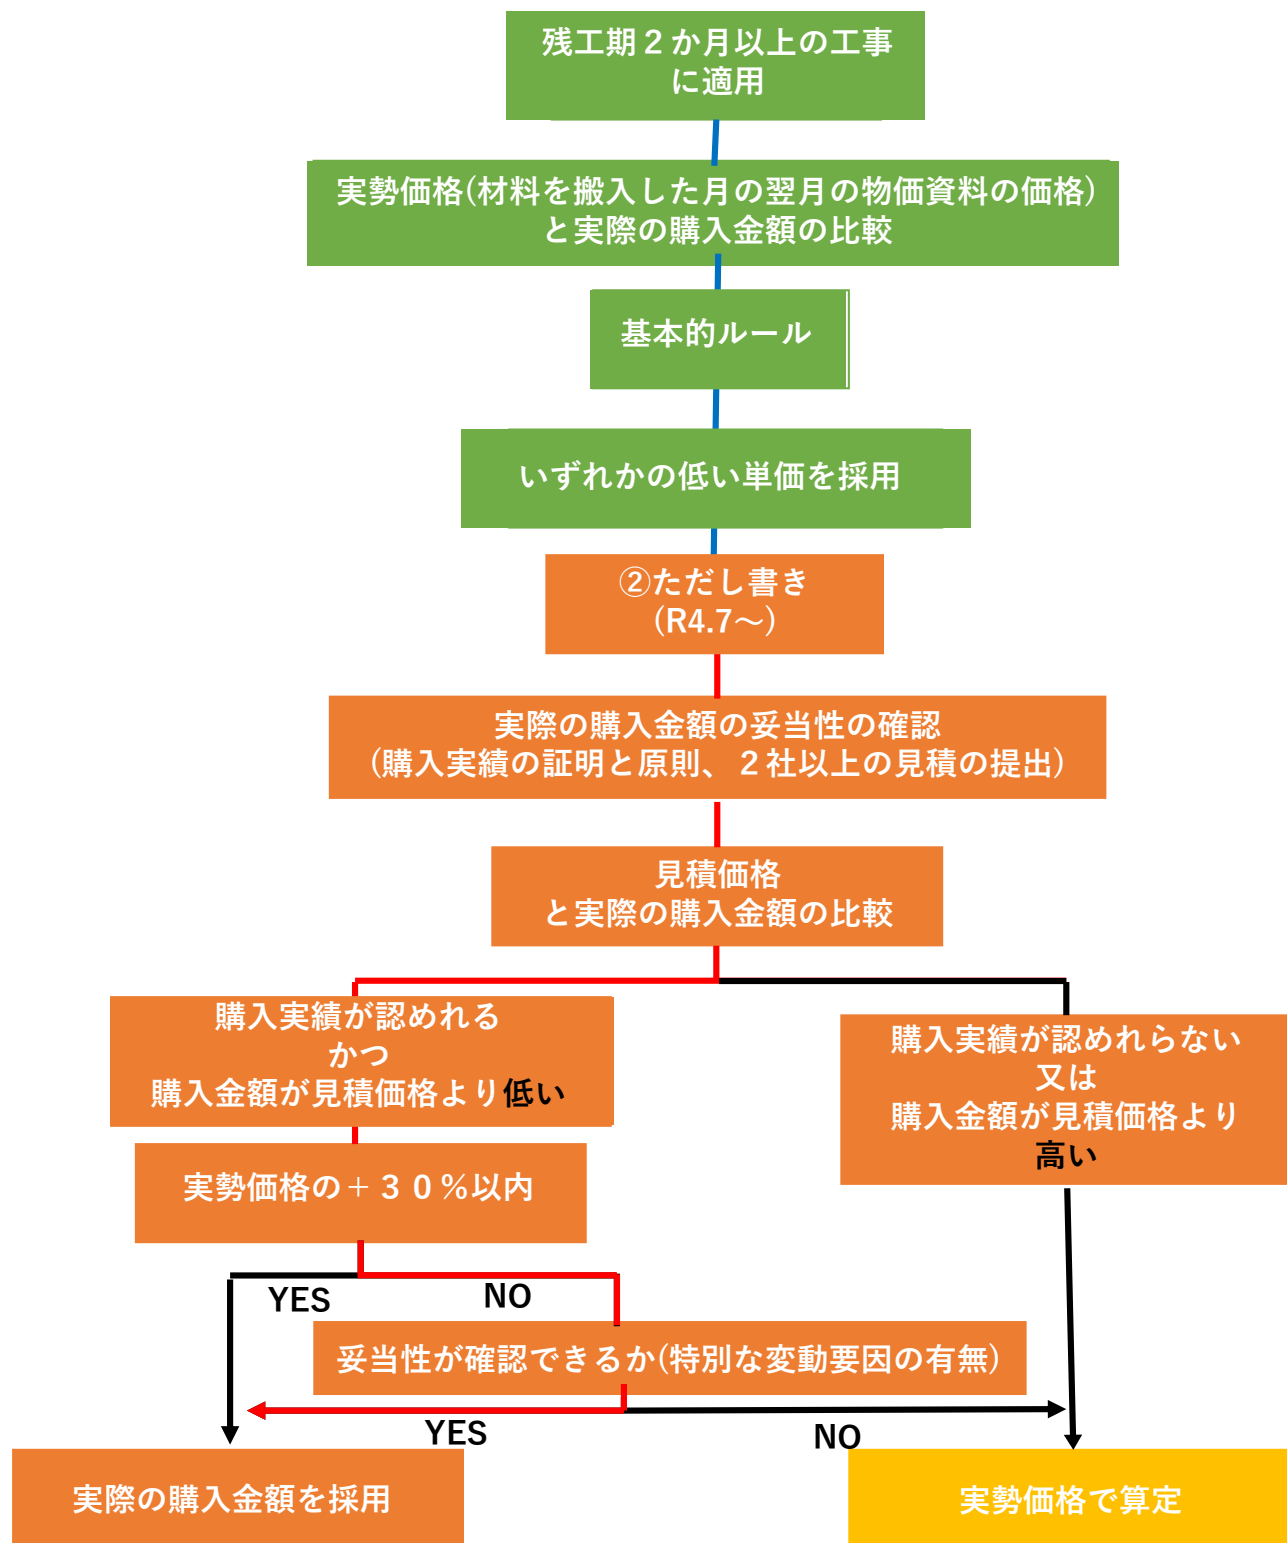 残工期２か月以上の工事
に適用
実勢価格(材料を搬入した月の翌月の物価資料の価格)
と実際の購入金額の比較
基本的ルール
いずれかの低い単価を採用
②ただし書き
(R4.7～)
実際の購入金額の妥当性の確認
(購入実績の証明と原則、２社以上の見積の提出)
見積価格
と実際の購入金額の比較
購入実績が認めれる
かつ
購入金額が見積価格より低い
購入実績が認めれらない
又は
購入金額が見積価格より
高い
実勢価格の＋３０％以内
YES
NO
妥当性が確認できるか(特別な変動要因の有無)
YES
NO
実際の購入金額を採用
実勢価格で算定